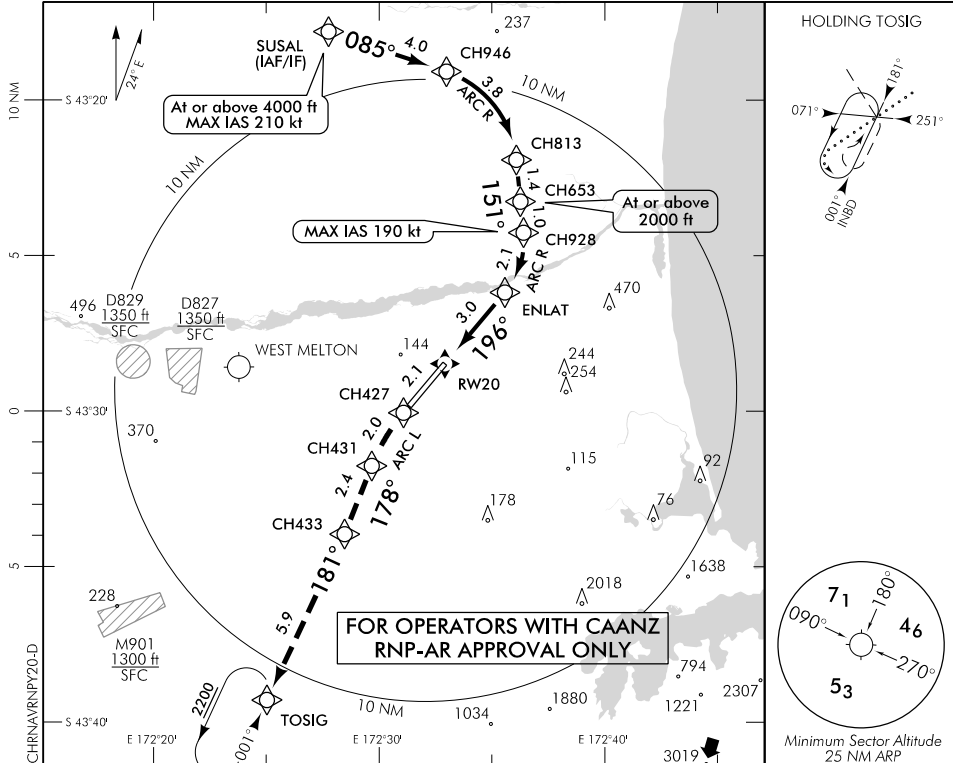 237
SUSAL
(IAF/IF)
085°
4.0
CH946
24° E
10 NM
S 43°20'
At or above 4000 ft
MAX IAS 210 kt
3.8
ARC R
10 NM
10 NM
CH813
1.4
CH653
151°
1.0
At or above
2000 ft
MAX IAS 190 kt
CH928
5
2.1
ARC R
ENLAT
470
496
D829
1350 ft
SFC
D827
1350 ft
SFC
3.0
196°
WEST MELTON
144
244
254
RW20
2.1
CH427
0
S 43°30'
370
2.0
ARC L
CH431
115
92
2.4
178°
178
76
CH433
5
181°
1638
228
2018
M901
1300 ft
SFC
5.9
FOR OPERATORS WITH CAANZ
RNP-AR APPROVAL ONLY
794
2200
TOSIG
10 NM
1880
1221
2307
1034
S 43°40'
001°
E 172°20'
E 172°30'
E 172°40'
3019
CHRNAVRNPY20-D
HOLDING TOSIG
181°
071°
251°
001°
INBD
71
180°
090°
46
270°
53
Minimum Sector Altitude
25 NM ARP